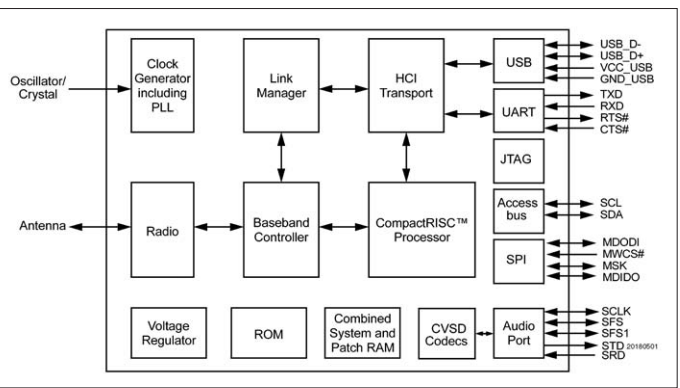 Oscillator/
Crystal
Clock
Generator
including
PLL
Link
Manager
HCI
Transport
USB
USB_D-
USB_D+
VCC_USB
GND_USB
UART
TXD
RXD
RTS#
CTS#
JTAG
Antenna
Radio
Baseband
Controller
CompactRISC™
Processor
Access
bus
SCL
SDA
SPI
MDODI
MWCS#
MSK
MDIDO
Voltage
Regulator
ROM
Combined
System and
Patch RAM
CVSD
Codecs
Audio
Port
SCLK
SFS
SFS1
STD 20180501
SRD